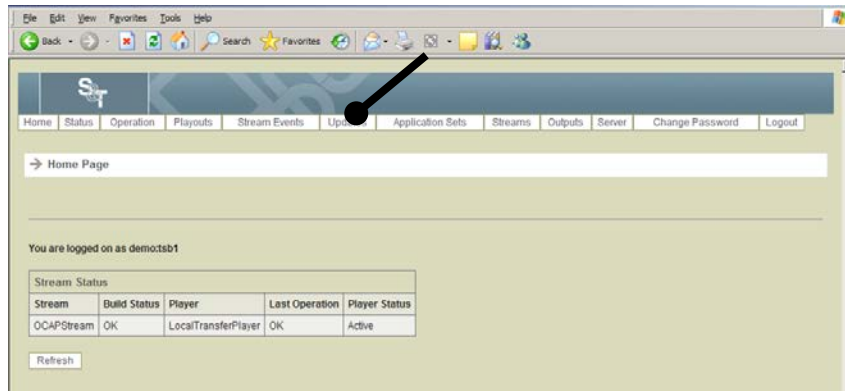 File Edit View Favorites Tools Help
Back Search Favorites
S&T
Home Status Operation Playouts Stream Events Application Sets Streams Outputs Server Change Password Logout
Home Page
You are logged on as demo:tsb1
Stream Status
Stream Build Status Player Last Operation Player Status
OCAPStream OK LocalTransferPlayer OK Active
Refresh